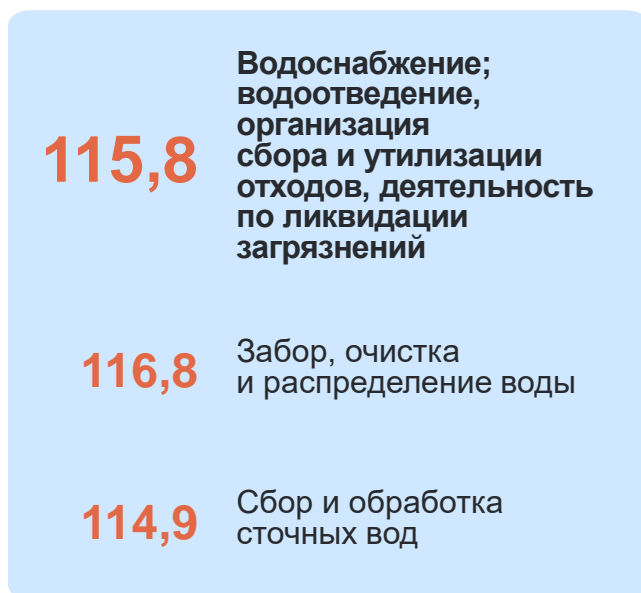 115,8
Водоснабжение;
водоотведение,
организация
сбора и утилизации
отходов, деятельность
по ликвидации
загрязнений
116,8
Забор, очистка
и распределение воды
114,9
Сбор и обработка
сточных вод